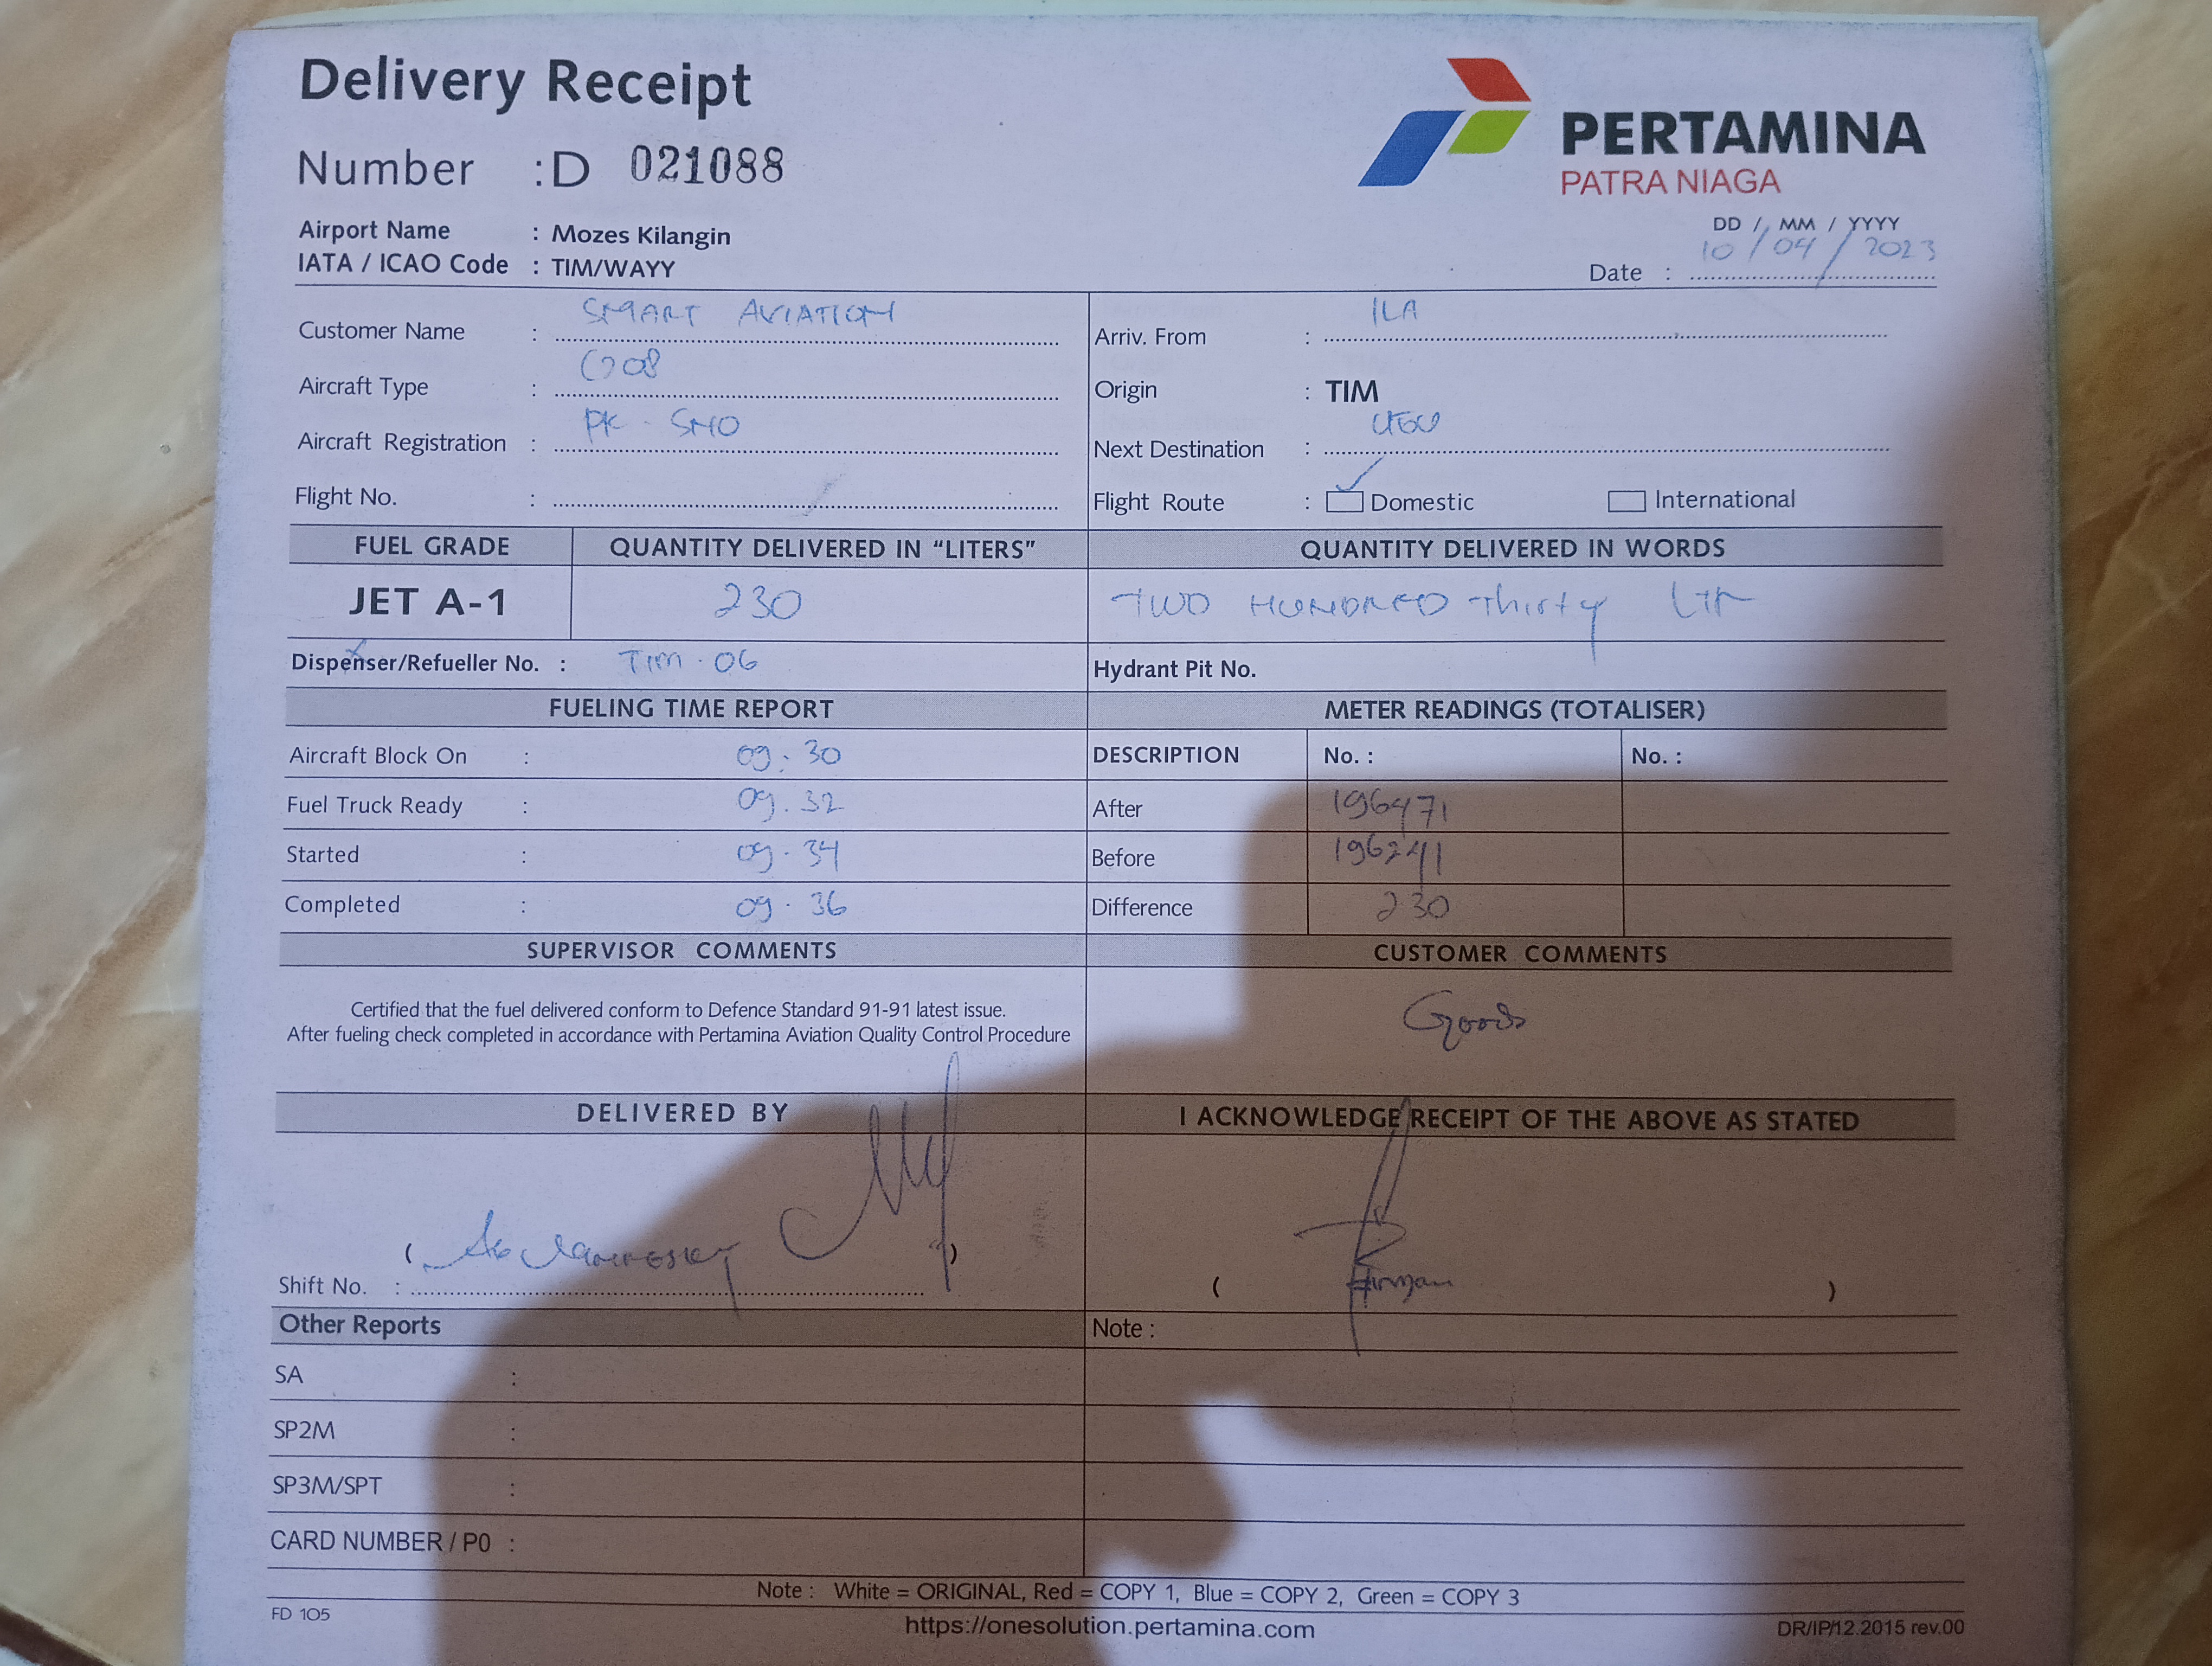 Delivery Receipt
PERTAMINA
PATRA NIAGA
Number : D 021088
Airport Name : Mozes Kilangin
IATA / ICAO Code : TIM/WAYY
DD / MM / YYYY
Date : 10/04/2023
Customer Name : SMART AVIATION
Arriv. From : ILA
Aircraft Type : C208
Origin : TIM
Aircraft Registration : PK - SNO
Next Destination :
Flight No. :
Flight Route : Domestic International
FUEL GRADE QUANTITY DELIVERED IN “LITERS” QUANTITY DELIVERED IN WORDS
JET A-1 230 TWO HUNDRED Thirty LTR
Dispenser/Refueller No. : TIM - 06 Hydrant Pit No.
FUELING TIME REPORT METER READINGS (TOTALISER)
Aircraft Block On : 09:30 DESCRIPTION No. : No. :
Fuel Truck Ready : 09.32 After 196471
Started : 09.34 Before 196241
Completed : 09.36 Difference 230
SUPERVISOR COMMENTS CUSTOMER COMMENTS
Certified that the fuel delivered conform to Defence Standard 91-91 latest issue.
After fueling check completed in accordance with Pertamina Aviation Quality Control Procedure
Goods
DELIVERED BY I ACKNOWLEDGE RECEIPT OF THE ABOVE AS STATED
( )
Shift No. :
( Firman )
Other Reports Note :
SA :
SP2M :
SP3M/SPT :
CARD NUMBER / P0 :
Note : White = ORIGINAL, Red = COPY 1, Blue = COPY 2, Green = COPY 3
FD 105 https://onesolution.pertamina.com DR/IP/12.2015 rev.00